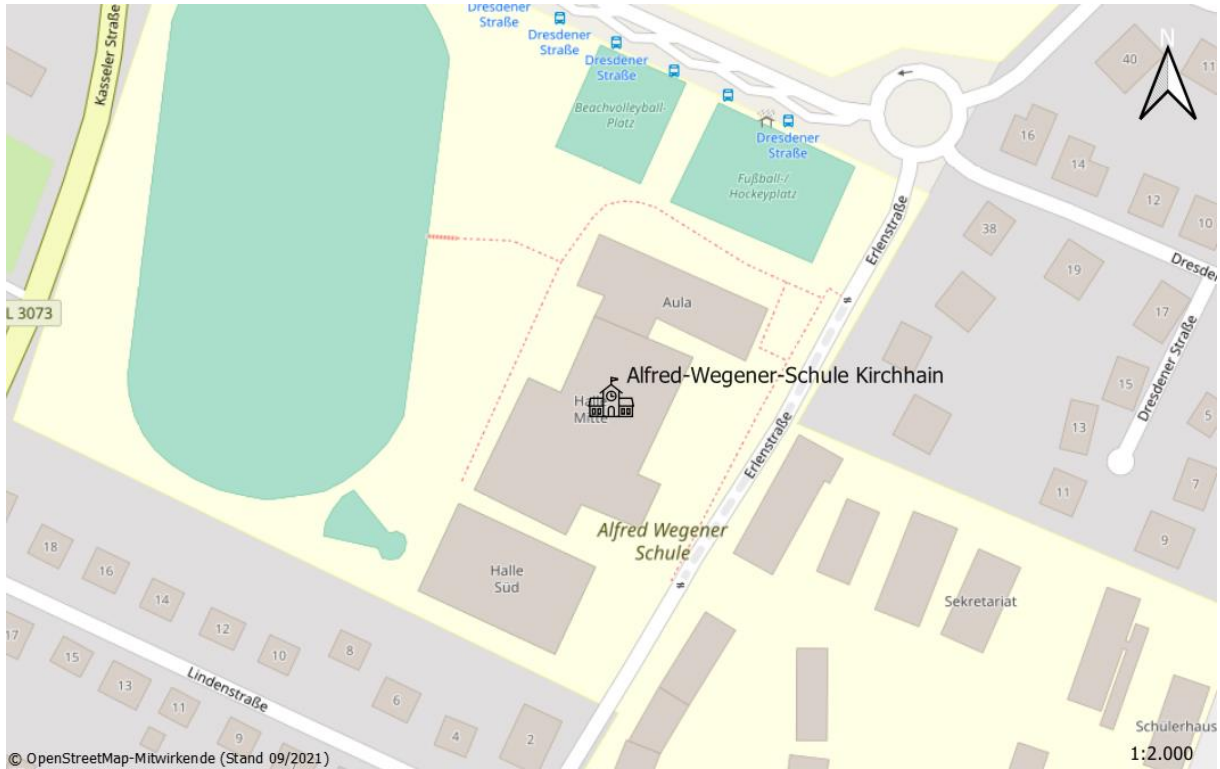 Dresdener
Straße
Dresdener
Straße
Dresdener
Straße
Dresdener
Straße
Kasseler Straße
Beachvolleyball-
Platz
Fußball-/
Hockeyplatz
N
40
11
16
14
12
10
38
19
17
15
13
11
5
7
9
Erlenstraße
Dresdener Straße
L 3073
Aula
Alfred-Wegener-Schule Kirchhain
Mitte
Erlenstraße
Alfred Wegener
Schule
Halle
Süd
Sekretariat
Schülerhaus
18
16
14
12
10
8
6
4
2
17
15
13
11
9
Lindenstraße
© OpenStreetMap-Mitwirkende (Stand 09/2021)
1:2.000